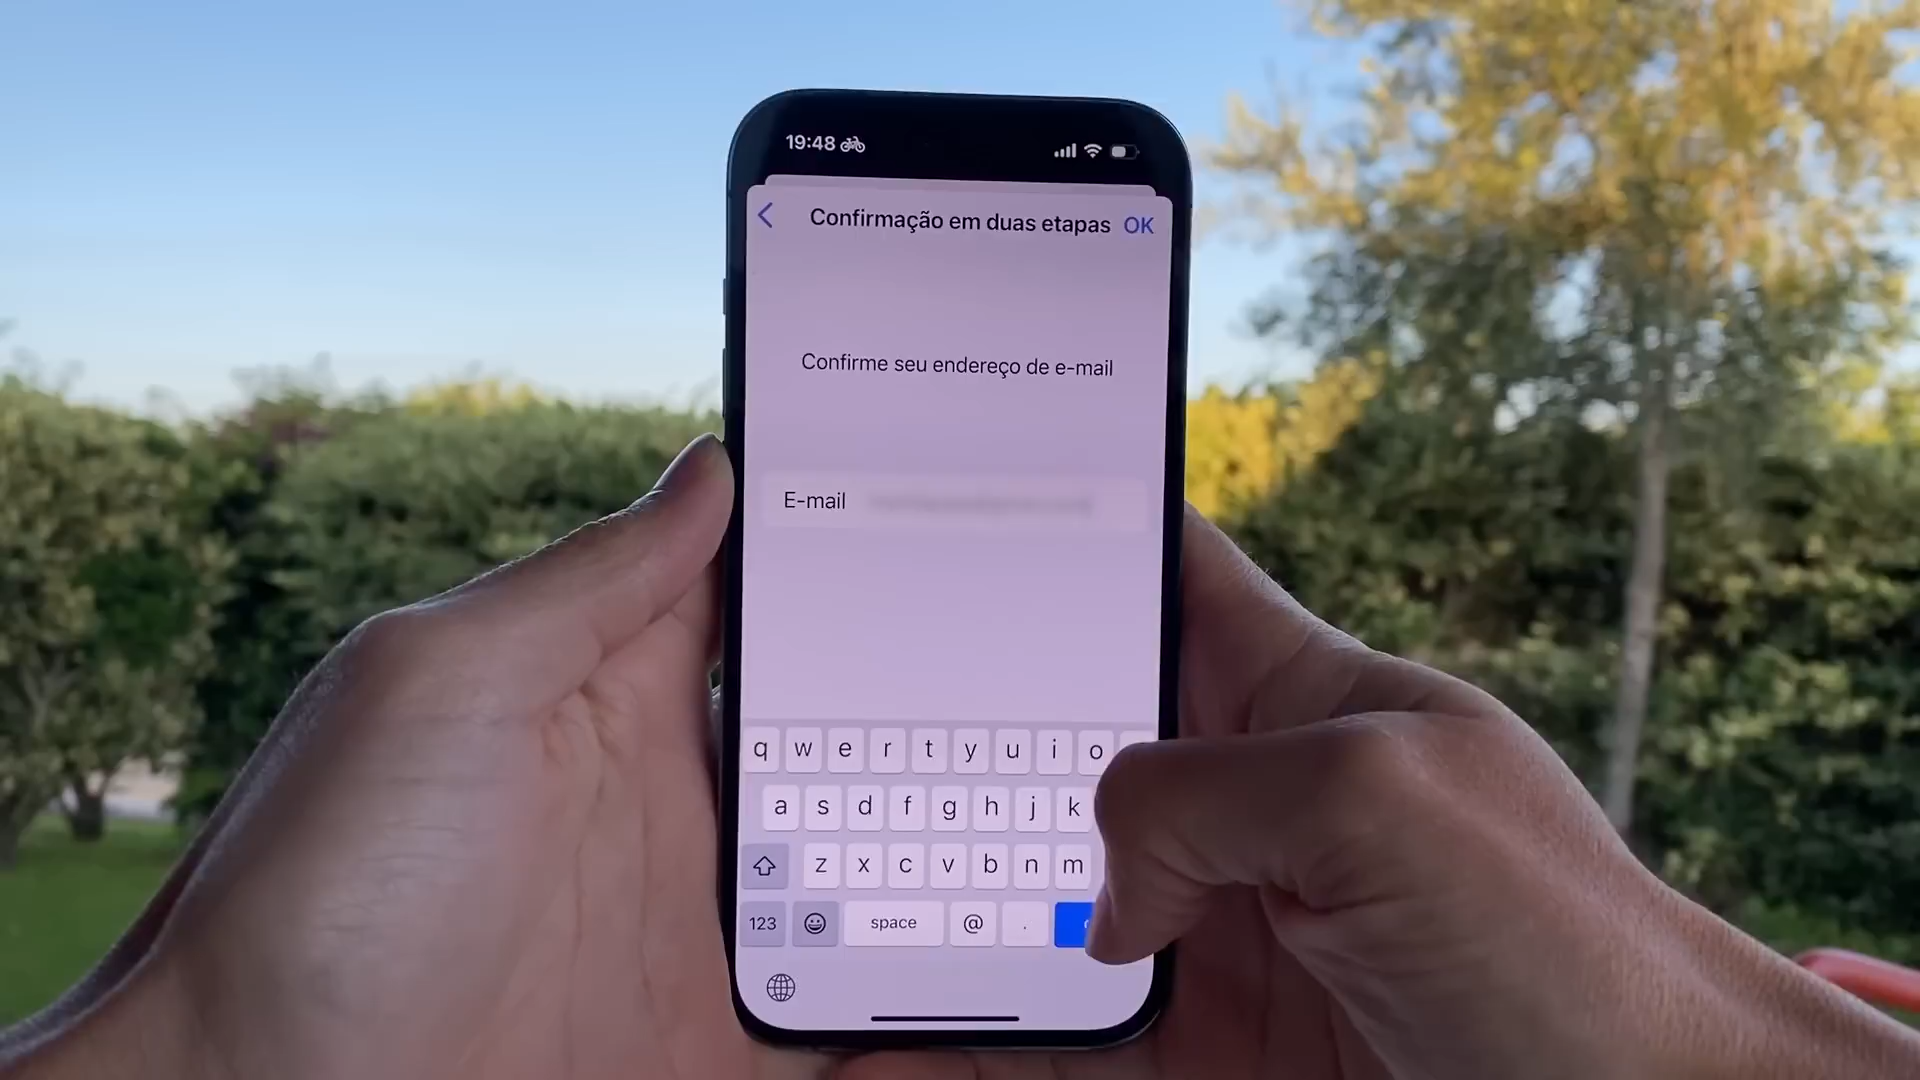 19:48
Confirmação em duas etapas OK
Confirme seu endereço de e-mail
E-mail
q w e r t y u i o
a s d f g h j k
z x c v b n m
123 space @ .